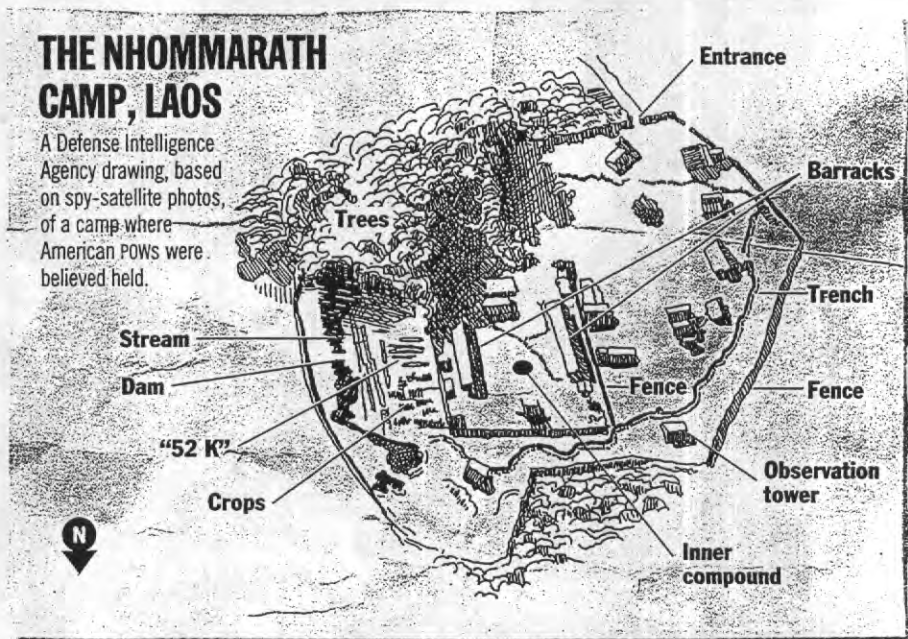 THE NHOMMARATH
CAMP, LAOS
A Defense Intelligence
Agency drawing, based
on spy-satellite photos,
of a camp where
American POWs were
believed held.
Entrance
Barracks
Trees
Trench
Stream
Dam
Fence
Fence
"52 K"
Crops
Observation
tower
Inner
compound
N